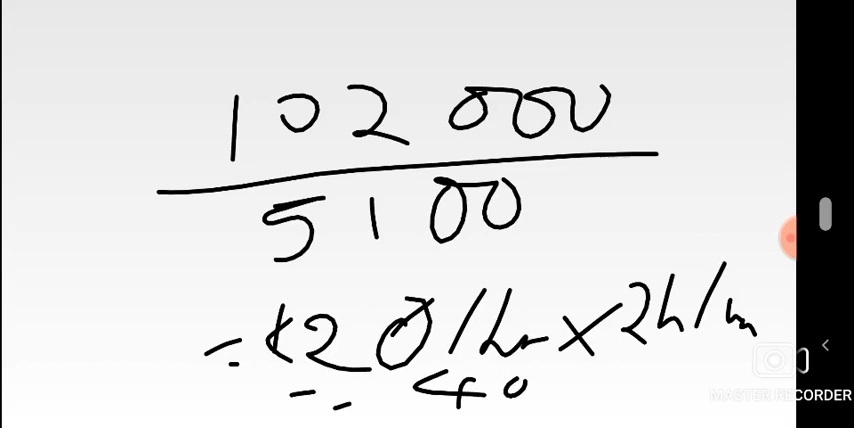 102 000
5100
= 20/hr × 2h/m
= 40
MASTER RECORDER